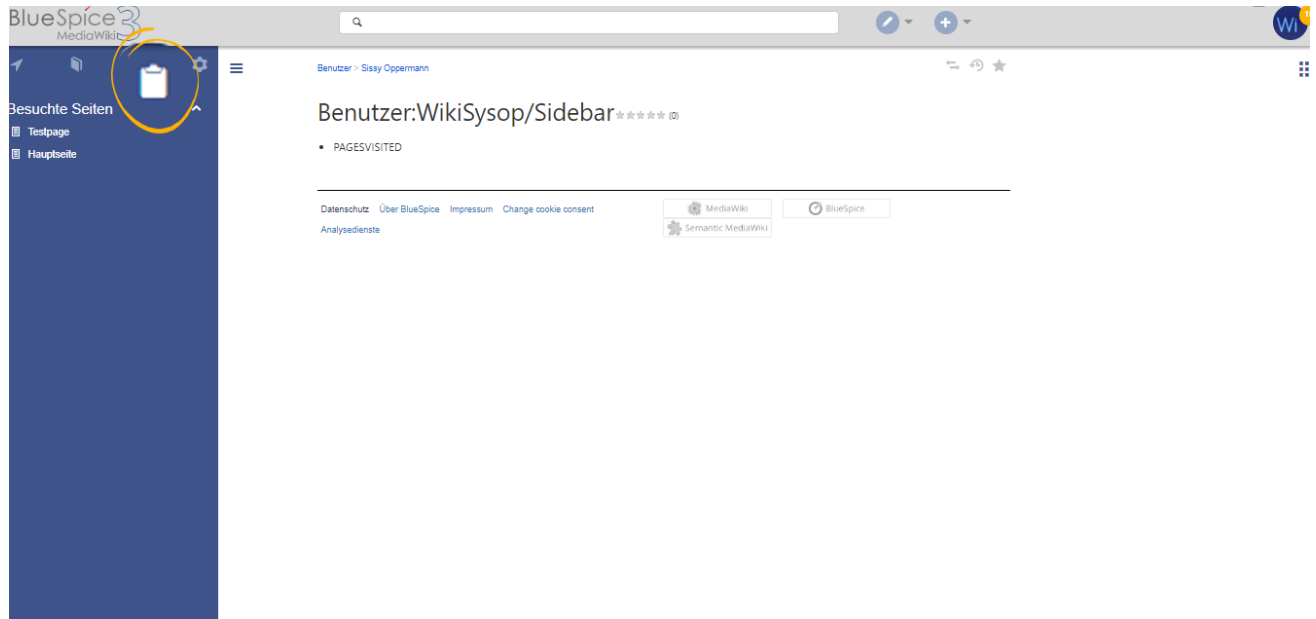 BlueSpice 3
MediaWiki
Wi
Besuchte Seiten
Testpage
Hauptseite
Benutzer > Sissy Oppermann
Benutzer:WikiSysop/Sidebar (0)
• PAGESVISITED
Datenschutz Über BlueSpice Impressum Change cookie consent
Analysedienste
MediaWiki BlueSpice
Semantic MediaWiki